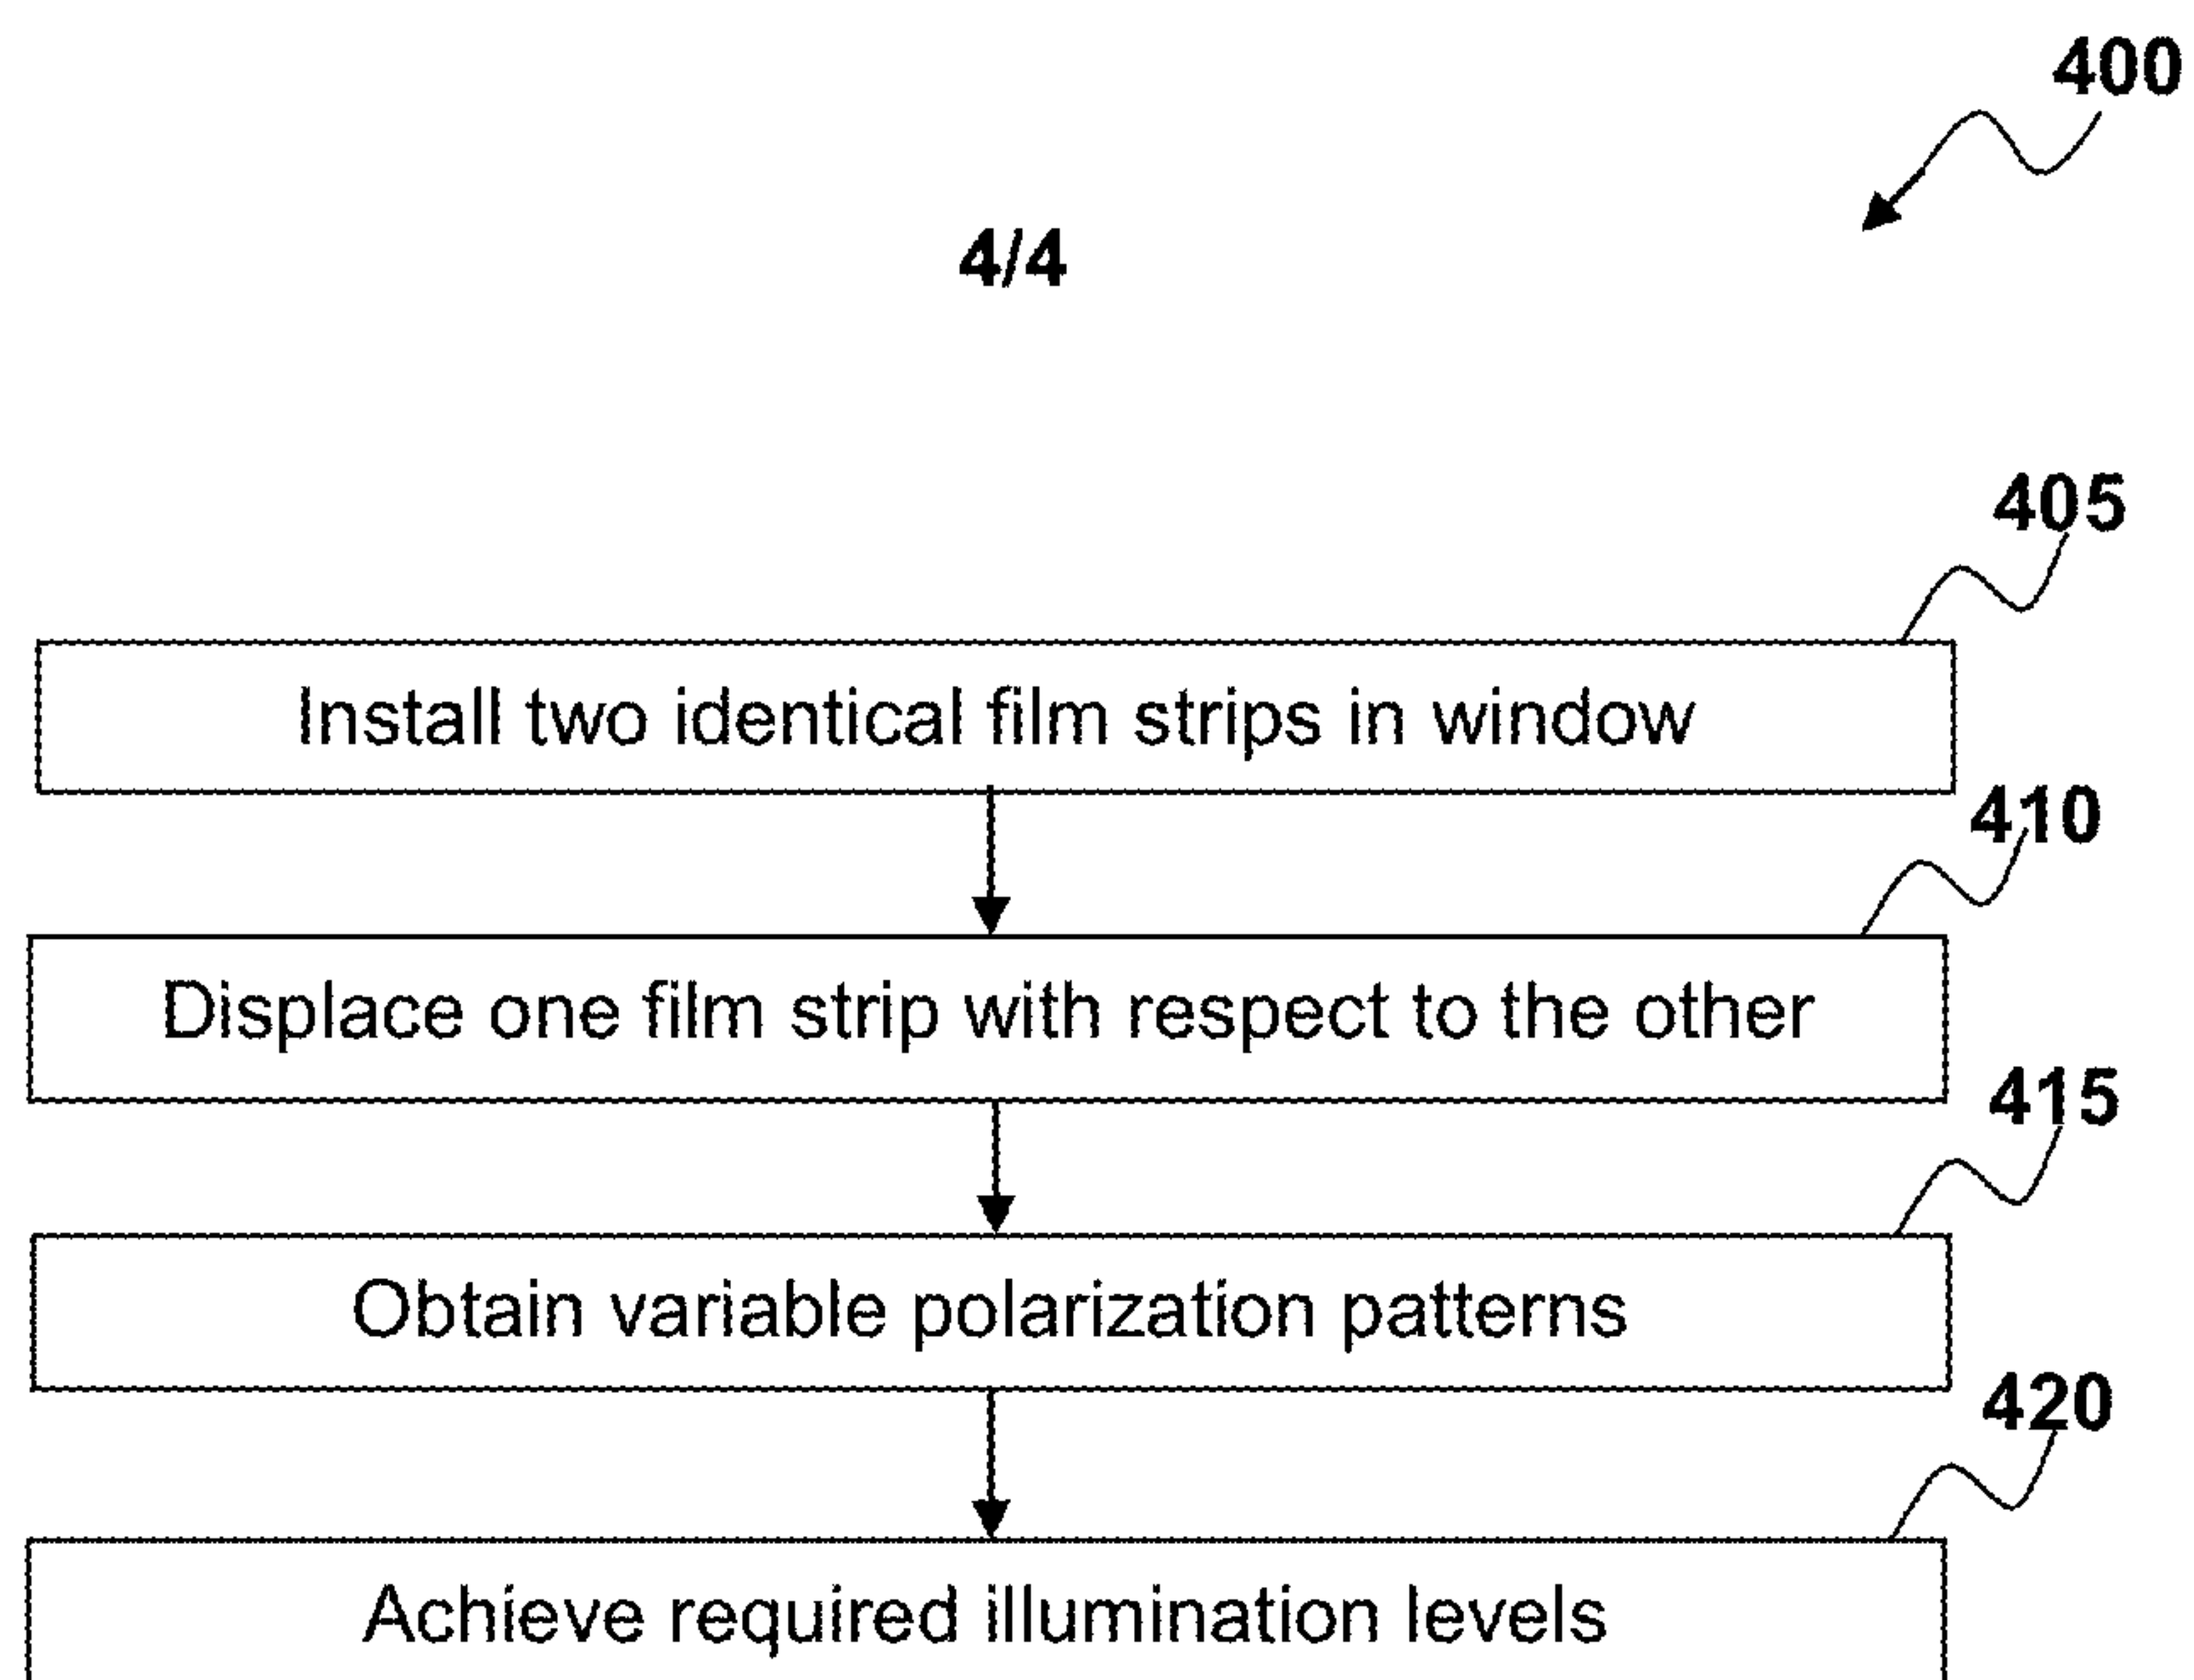 400
4/4
405
Install two identical film strips in window
410
Displace one film strip with respect to the other
415
Obtain variable polarization patterns
420
Achieve required illumination levels